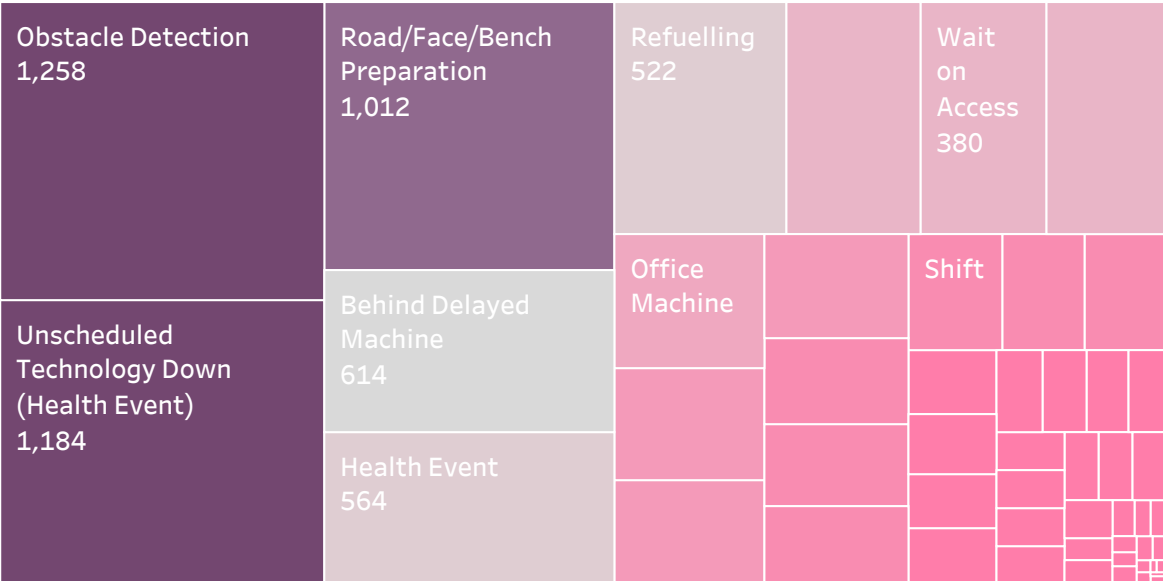 Obstacle Detection
1,258
Unscheduled
Technology Down
(Health Event)
1,184
Road/Face/Bench
Preparation
1,012
Behind Delayed
Machine
614
Health Event
564
Refuelling
522
Wait
on
Access
380
Office
Machine
Shift